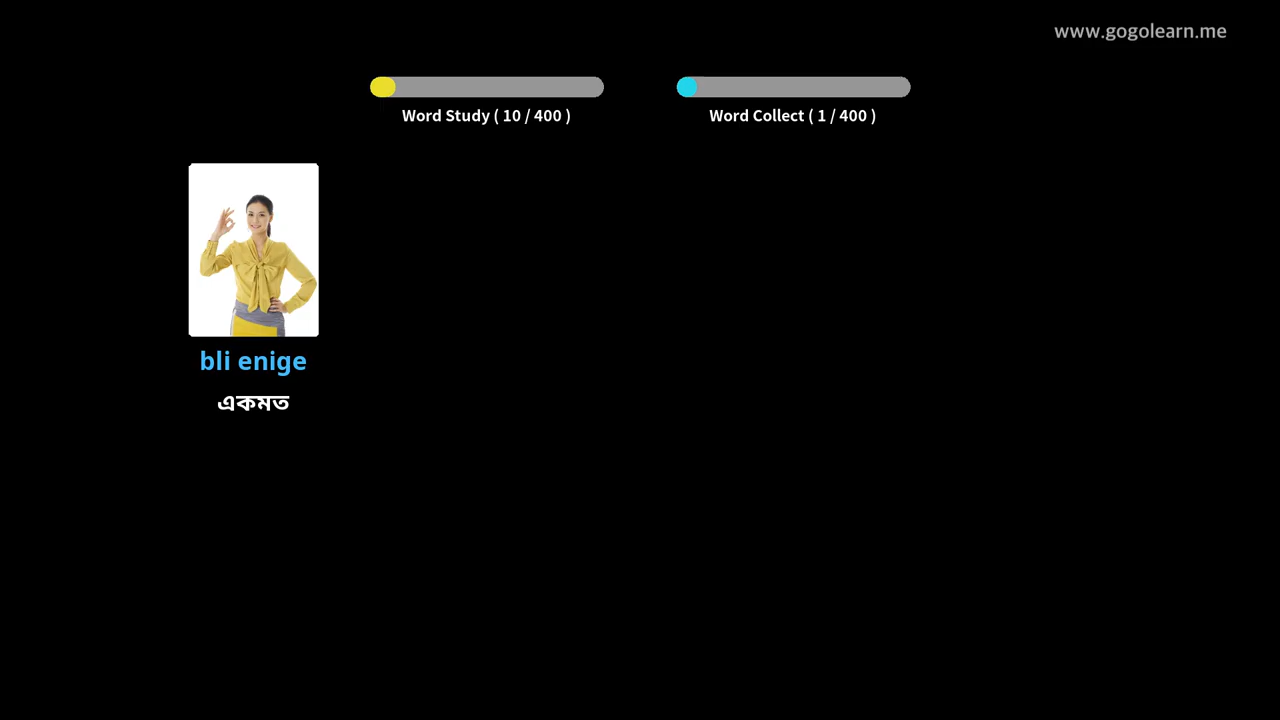 www.gogolearn.me
Word Study ( 10 / 400 )
Word Collect ( 1 / 400 )
bli enige
একমত